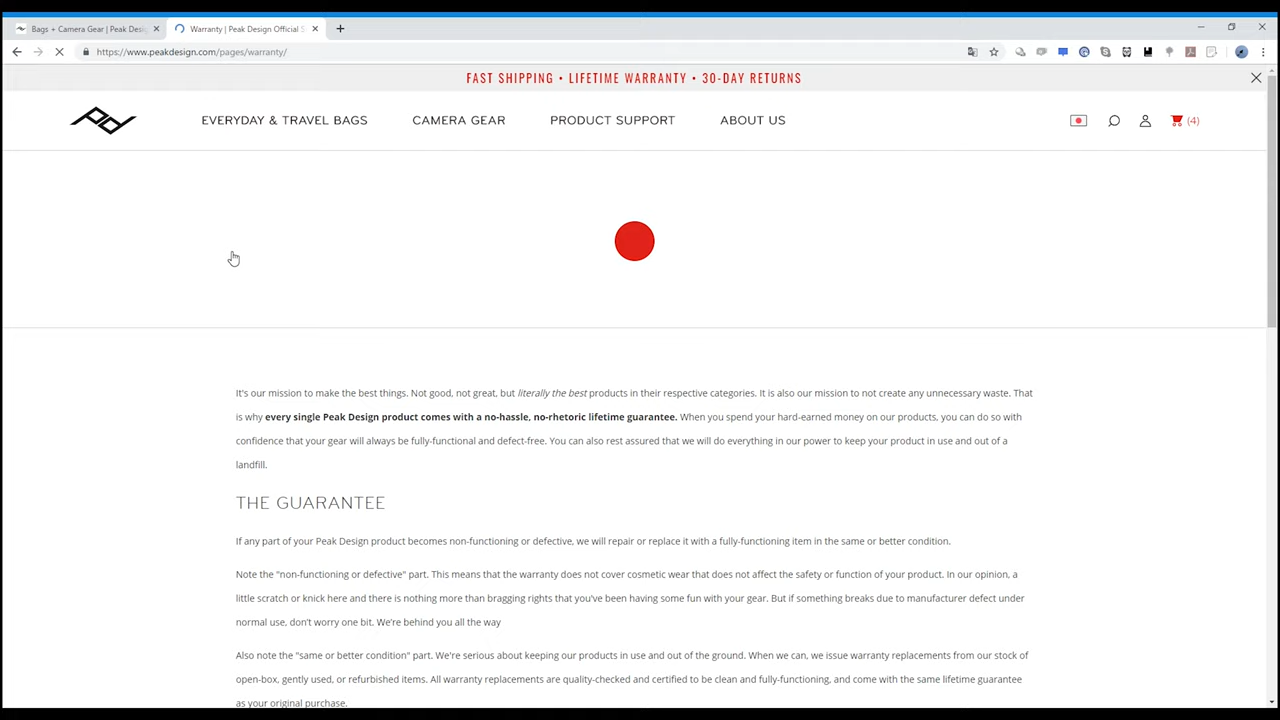 Bags + Camera Gear | Peak Desig
Warranty | Peak Design Official S
https://www.peakdesign.com/pages/warranty/
FAST SHIPPING • LIFETIME WARRANTY • 30-DAY RETURNS
EVERYDAY & TRAVEL BAGS CAMERA GEAR PRODUCT SUPPORT ABOUT US (4)
It's our mission to make the best things. Not good, not great, but literally the best products in their respective categories. It is also our mission to not create any unnecessary waste. That
is why every single Peak Design product comes with a no-hassle, no-rhetoric lifetime guarantee. When you spend your hard-earned money on our products, you can do so with
confidence that your gear will always be fully-functional and defect-free. You can also rest assured that we will do everything in our power to keep your product in use and out of a
landfill.
THE GUARANTEE
If any part of your Peak Design product becomes non-functioning or defective, we will repair or replace it with a fully-functioning item in the same or better condition.
Note the "non-functioning or defective" part. This means that the warranty does not cover cosmetic wear that does not affect the safety or function of your product. In our opinion, a
little scratch or knick here and there is nothing more than bragging rights that you've been having some fun with your gear. But if something breaks due to manufacturer defect under
normal use, don't worry one bit. We're behind you all the way
Also note the "same or better condition" part. We're serious about keeping our products in use and out of the ground. When we can, we issue warranty replacements from our stock of
open-box, gently used, or refurbished items. All warranty replacements are quality-checked and certified to be clean and fully-functioning, and come with the same lifetime guarantee
as your original purchase.